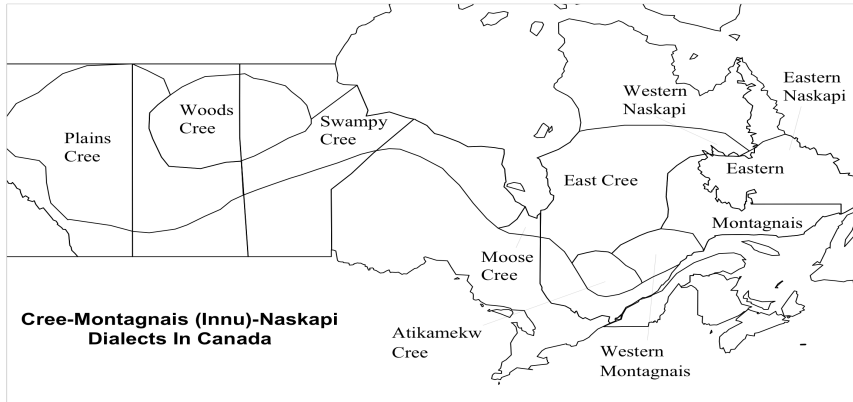 Western
Naskapi
Eastern
Naskapi
Woods
Cree
Swampy
Cree
Plains
Cree
East Cree
Eastern
Montagnais
Moose
Cree
Cree-Montagnais (Innu)-Naskapi
Dialects In Canada
Atikamekw
Cree
Western
Montagnais